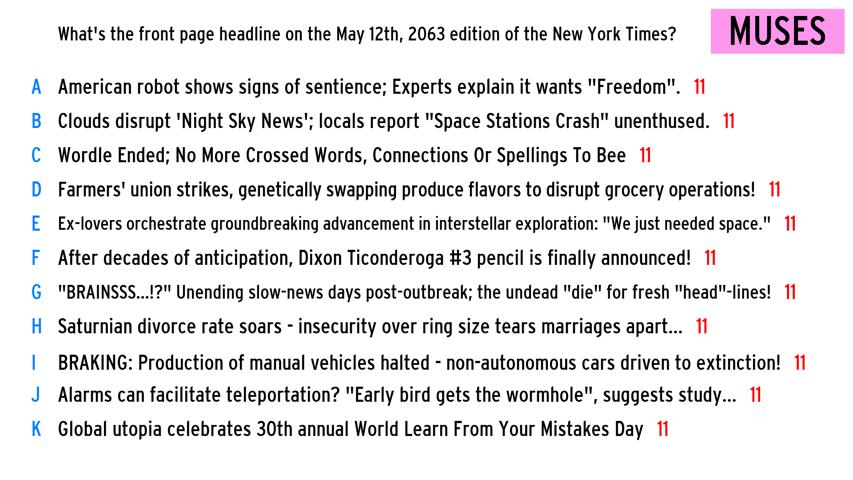 What's the front page headline on the May 12th, 2063 edition of the New York Times?
MUSES
A American robot shows signs of sentience; Experts explain it wants "Freedom". 11
B Clouds disrupt 'Night Sky News'; locals report "Space Stations Crash" unenthused. 11
C Wordle Ended; No More Crossed Words, Connections Or Spellings To Bee 11
D Farmers' union strikes, genetically swapping produce flavors to disrupt grocery operations! 11
E Ex-lovers orchestrate groundbreaking advancement in interstellar exploration: "We just needed space." 11
F After decades of anticipation, Dixon Ticonderoga #3 pencil is finally announced! 11
G "BRAINSSS...!?" Unending slow-news days post-outbreak; the undead "die" for fresh "head"-lines! 11
H Saturnian divorce rate soars - insecurity over ring size tears marriages apart... 11
I BRAKING: Production of manual vehicles halted - non-autonomous cars driven to extinction! 11
J Alarms can facilitate teleportation? "Early bird gets the wormhole", suggests study... 11
K Global utopia celebrates 30th annual World Learn From Your Mistakes Day 11